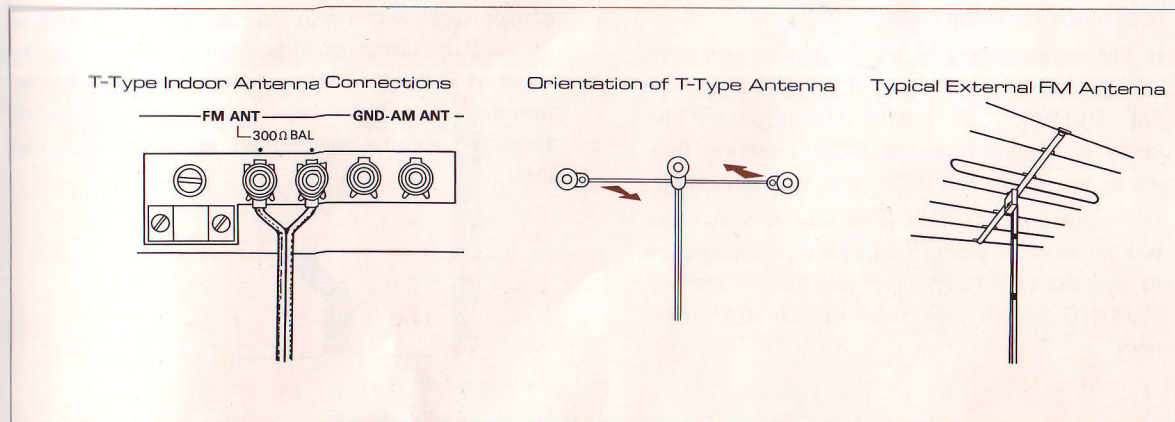 T-Type Indoor Antenna Connections
FM ANT
GND-AM ANT
300Ω BAL
Orientation of T-Type Antenna
Typical External FM Antenna